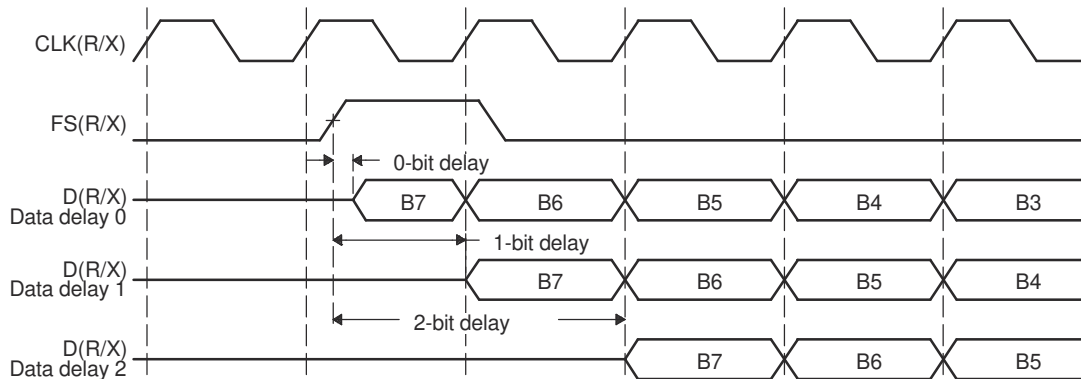 CLK(R/X)
FS(R/X)
0-bit delay
D(R/X)
Data delay 0
B7 B6 B5 B4 B3
1-bit delay
D(R/X)
Data delay 1
B7 B6 B5 B4
2-bit delay
D(R/X)
Data delay 2
B7 B6 B5